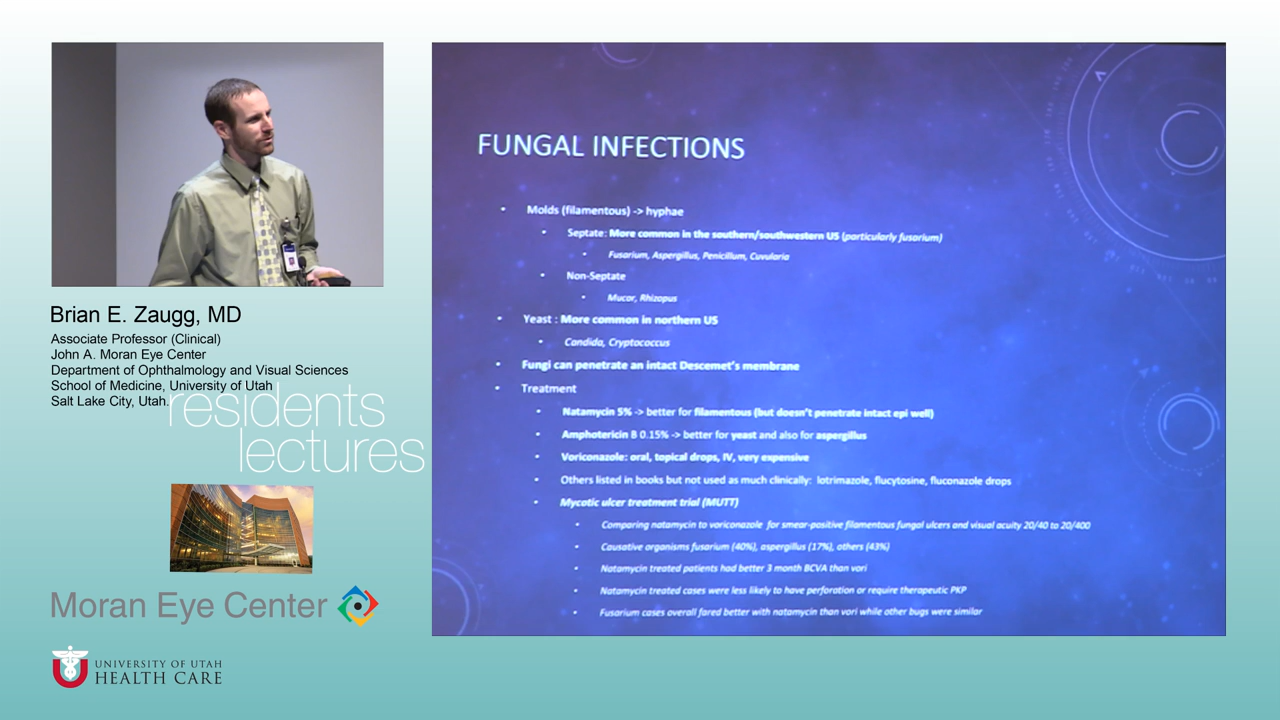 Brian E. Zaugg, MD
Associate Professor (Clinical)
John A. Moran Eye Center
Department of Ophthalmology and Visual Sciences
School of Medicine, University of Utah
Salt Lake City, Utah.
residents
lectures
Moran Eye Center
UNIVERSITY OF UTAH
HEALTH CARE
FUNGAL INFECTIONS
• Molds (filamentous) -> hyphae
• Septate: More common in the southern/southwestern US (particularly fusarium)
• Fusarium, Aspergillus, Penicillum, Cuvularia
• Non-Septate
• Mucor, Rhizopus
• Yeast : More common in northern US
• Candida, Cryptococcus
• Fungi can penetrate an intact Descemet's membrane
• Treatment
• Natamycin 5% -> better for filamentous (but doesn't penetrate intact epi well)
• Amphotericin B 0.15% -> better for yeast and also for aspergillus
• Voriconazole: oral, topical drops, IV, very expensive
• Others listed in books but not used as much clinically: lotrimazole, flucytosine, fluconazole drops
• Mycotic ulcer treatment trial (MUTT)
• Comparing natamycin to voriconazole for smear-positive filamentous fungal ulcers and visual acuity 20/40 to 20/400
• Causative organisms fusarium (40%), aspergillus (17%), others (43%)
• Natamycin treated patients had better 3 month BCVA than vori
• Natamycin treated cases were less likely to have perforation or require therapeutic PKP
• Fusarium cases overall fared better with natamycin than vori while other bugs were similar